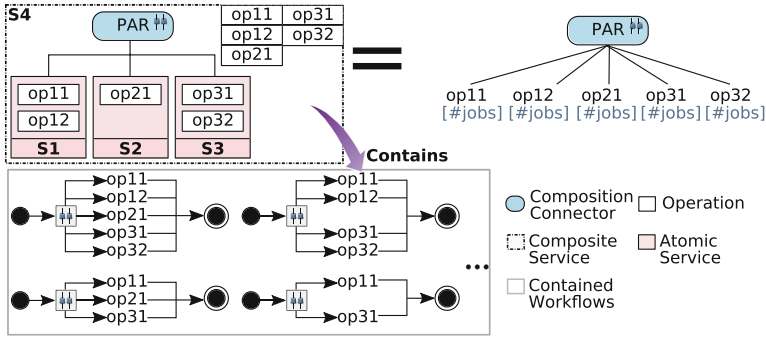 S4
PAR
op11 op31
op12 op32
op21
op11 op21 op31
op12 op32
S1 S2 S3
PAR
op11 op12 op21 op31 op32
[#jobs] [#jobs] [#jobs] [#jobs] [#jobs]
Contains
op11
op12
op21
op31
op32
op11
op12
op31
op32
...
op11
op21
op31
op11
op31
Composition
Connector
Operation
Composite
Service
Atomic
Service
Contained
Workflows